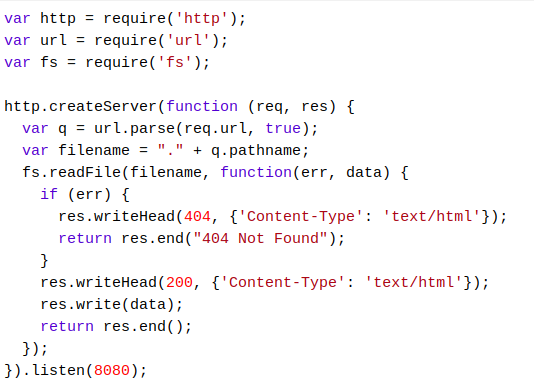 var http = require('http');
var url = require('url');
var fs = require('fs');

http.createServer(function (req, res) {
  var q = url.parse(req.url, true);
  var filename = "." + q.pathname;
  fs.readFile(filename, function(err, data) {
    if (err) {
      res.writeHead(404, {'Content-Type': 'text/html'});
      return res.end("404 Not Found");
    }
    res.writeHead(200, {'Content-Type': 'text/html'});
    res.write(data);
    return res.end();
  });
}).listen(8080);